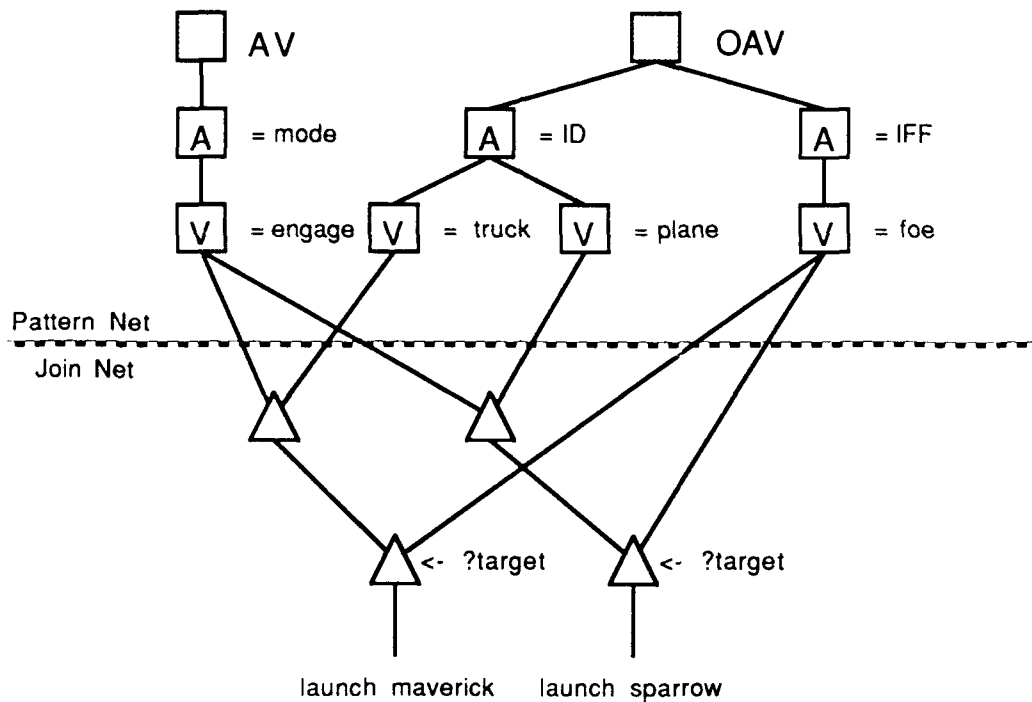 AV OAV
A = mode A = ID A = IFF
V = engage V = truck V = plane V = foe
Pattern Net
Join Net
<- ?target <- ?target
launch maverick launch sparrow